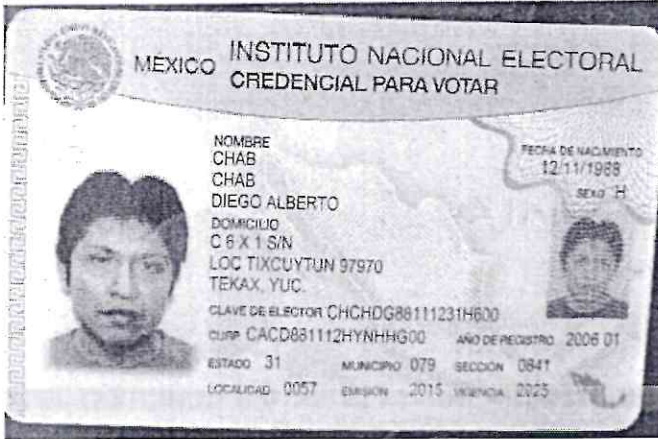 MÉXICO INSTITUTO NACIONAL ELECTORAL
CREDENCIAL PARA VOTAR
NOMBRE
CHAB
CHAB
DIEGO ALBERTO
FECHA DE NACIMIENTO
12/11/1988
SEXO H
DOMICILIO
C 6 X 1 S/N
LOC TIXCUYTUN 97970
TEKAX, YUC.
CLAVE DE ELECTOR CHCHDG88111231H600
CURP CACD881112HYNHHG00 AÑO DE REGISTRO 2006 01
ESTADO 31 MUNICIPIO 079 SECCIÓN 0841
LOCALIDAD 0057 EMISIÓN 2015 VIGENCIA 2025